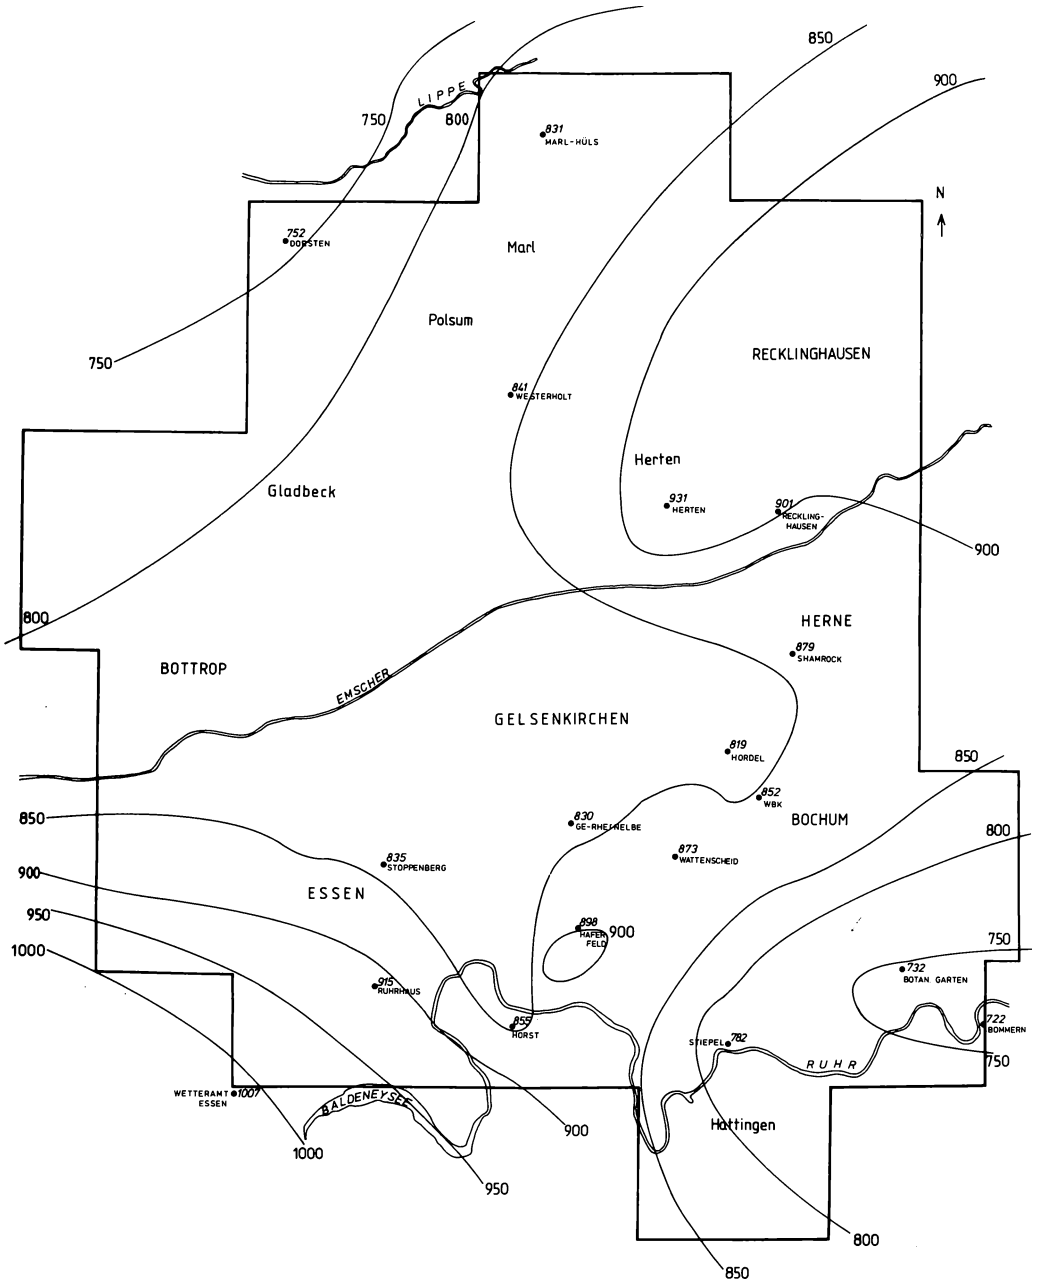 850
900
LIPPE
750
800
831
MARL-HÜLS
N
752
DORSTEN
Marl
Polsum
750
RECKLINGHAUSEN
841
WESTERHOLT
Herten
Gladbeck
931
HERTEN
901
RECKLING-
HAUSEN
900
800
HERNE
879
SHAMROCK
BOTTROP
EMSCHER
GELSENKIRCHEN
819
HORDEL
850
852
WBK
850
830
GE-RHEINELBE
BOCHUM
800
835
STOPPENBERG
873
WATTENSCHEID
900
ESSEN
950
898
HAFER
FELD
900
750
1000
732
BOTAN. GARTEN
915
RUHRHAUS
855
HORST
722
BOMMERN
STIEPEL
782
RUHR
750
WETTERAMT
ESSEN
1007
BALDENEYSEE
Hattingen
900
1000
950
800
850